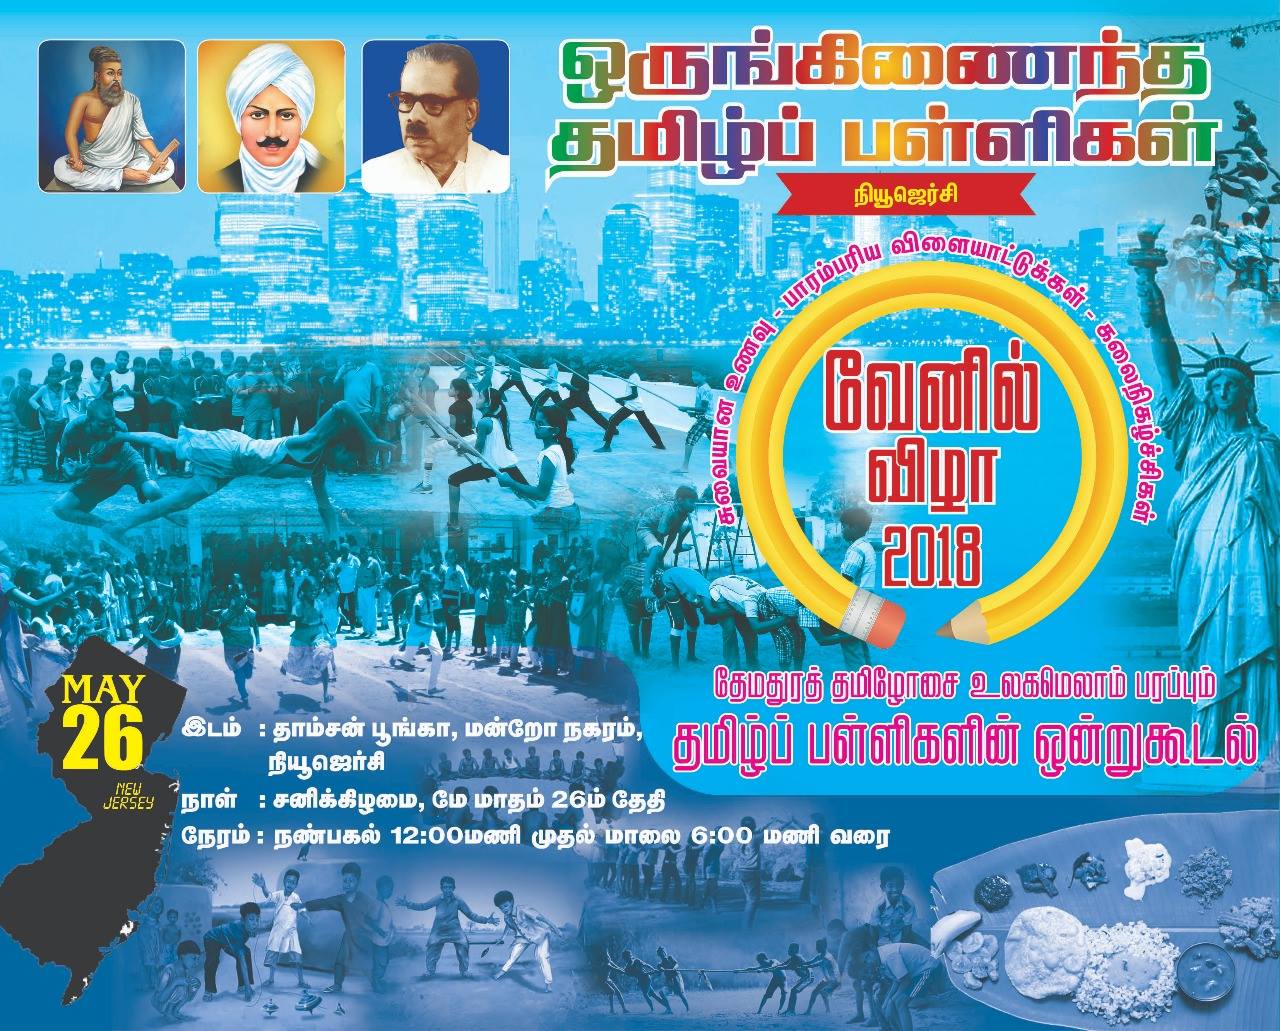 ஒருங்கிணைந்த
தமிழ்ப் பள்ளிகள்
நியூஜெர்சி
சுவையான உணவு - பாரம்பரிய விளையாட்டுக்கள் - கலைநிகழ்ச்சிகள்
வேனில்
விழா
2018
தேமதுரத் தமிழோசை உலகமெலாம் பரப்பும்
தமிழ்ப் பள்ளிகளின் ஒன்றுகூடல்
MAY
26
NEW
JERSEY
இடம் : தாம்சன் பூங்கா, மன்றோ நகரம்,
நியூஜெர்சி
நாள் : சனிக்கிழமை, மே மாதம் 26ம் தேதி
நேரம் : நண்பகல் 12:00மணி முதல் மாலை 6:00 மணி வரை